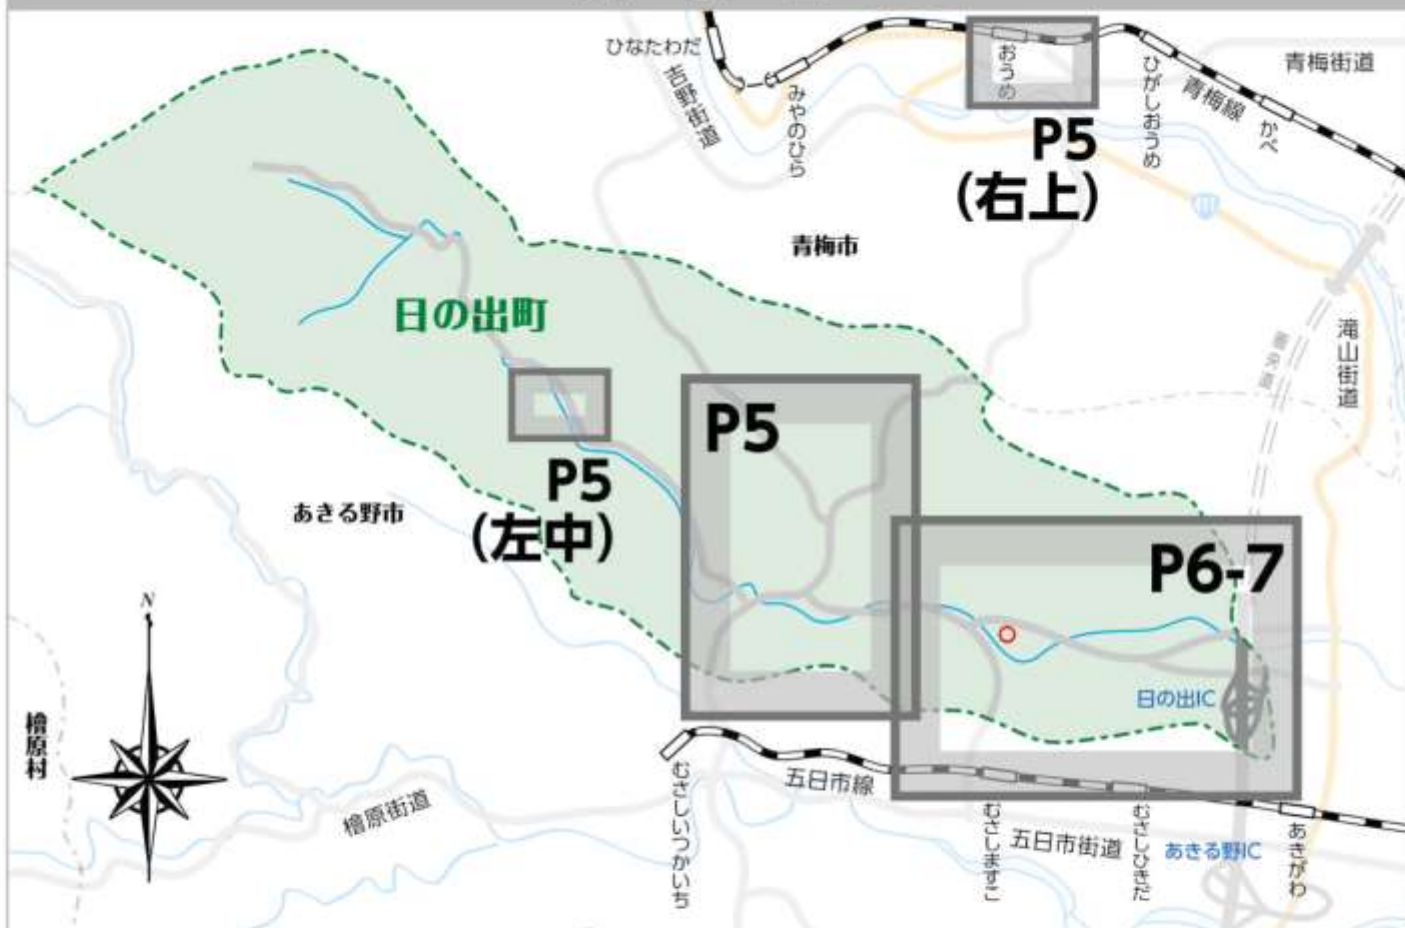 ひなたわだ
吉野街道
みやのひら
おうめ
ひがしおうめ
青梅線
かべ
青梅街道
P5
(右上)
青梅市
日の出町
滝山街道
圏央道
P5
P5
(左中)
あきる野市
P6-7
日の出IC
N
檜原村
檜原街道
むさしいつかいち
五日市線
むさしますこ
五日市街道
むさしひきだ
あきる野IC
あきがわ